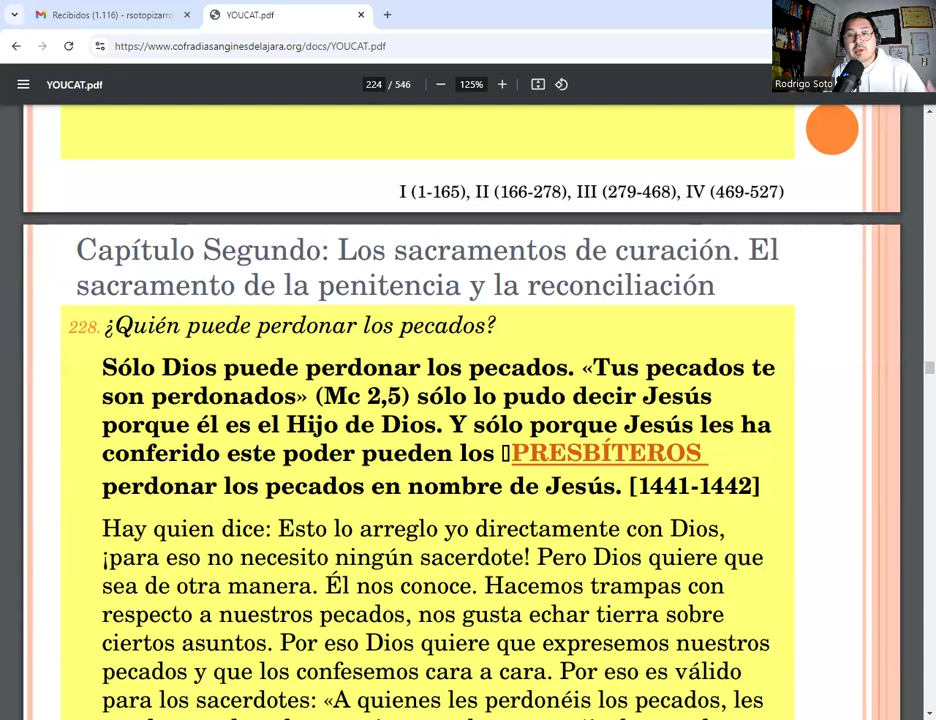 Recibidos (1.116) - rsotopizarro
YOUCAT.pdf
https://www.cofradiasanginesdelajara.org/docs/YOUCAT.pdf
YOUCAT.pdf
224 / 546
125%
Rodrigo Soto
I (1-165), II (166-278), III (279-468), IV (469-527)
Capítulo Segundo: Los sacramentos de curación. El
sacramento de la penitencia y la reconciliación
228. ¿Quién puede perdonar los pecados?
Sólo Dios puede perdonar los pecados. «Tus pecados te
son perdonados» (Mc 2,5) sólo lo pudo decir Jesús
porque él es el Hijo de Dios. Y sólo porque Jesús les ha
conferido este poder pueden los PRESBÍTEROS
perdonar los pecados en nombre de Jesús. [1441-1442]
Hay quien dice: Esto lo arreglo yo directamente con Dios,
¡para eso no necesito ningún sacerdote! Pero Dios quiere que
sea de otra manera. Él nos conoce. Hacemos trampas con
respecto a nuestros pecados, nos gusta echar tierra sobre
ciertos asuntos. Por eso Dios quiere que expresemos nuestros
pecados y que los confesemos cara a cara. Por eso es válido
para los sacerdotes: «A quienes les perdonéis los pecados, les